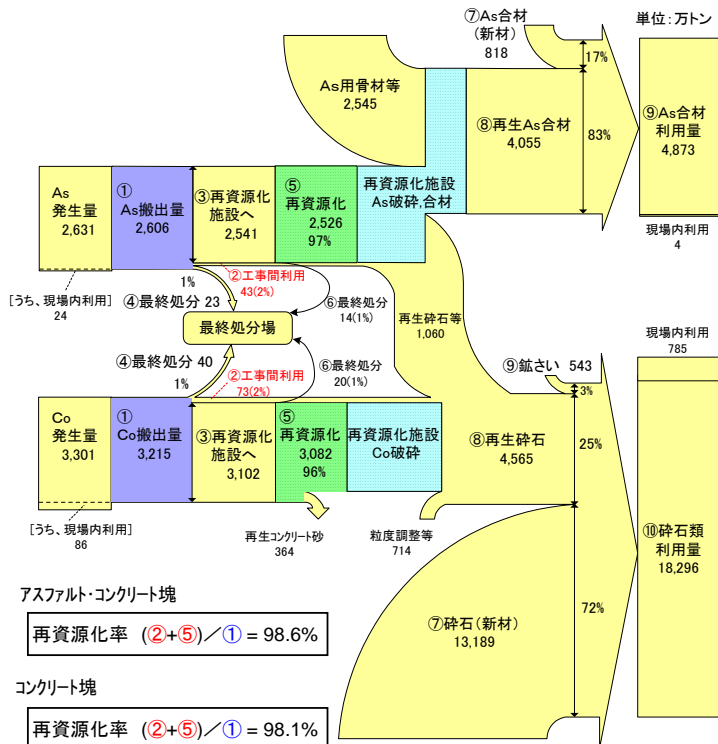 単位：万トン
⑦As合材
（新材）
818
17%
As用骨材等
2,545
⑧再生As合材
4,055
83%
⑨As合材
利用量
4,873
現場内利用
4
As
発生量
2,631
①
As搬出量
2,606
③再資源化
施設へ
2,541
⑤
再資源化
2,526
97%
再資源化施設
As破砕,合材
[うち、現場内利用]
24
1%
②工事間利用
43(2%)
④最終処分 23
⑥最終処分
14(1%)
最終処分場
再生砕石等
1,060
④最終処分 40
1%
②工事間利用
73(2%)
⑥最終処分
20(1%)
⑨鉱さい 543
3%
現場内利用
785
Co
発生量
3,301
①
Co搬出量
3,215
③再資源化
施設へ
3,102
⑤
再資源化
3,082
96%
再資源化施設
Co破砕
⑧再生砕石
4,565
25%
[うち、現場内利用]
86
再生コンクリート砂
364
粒度調整等
714
⑩砕石類
利用量
18,296
⑦砕石（新材）
13,189
72%
アスファルト・コンクリート塊
再資源化率 (②+⑤)／① = 98.6%
コンクリート塊
再資源化率 (②+⑤)／① = 98.1%